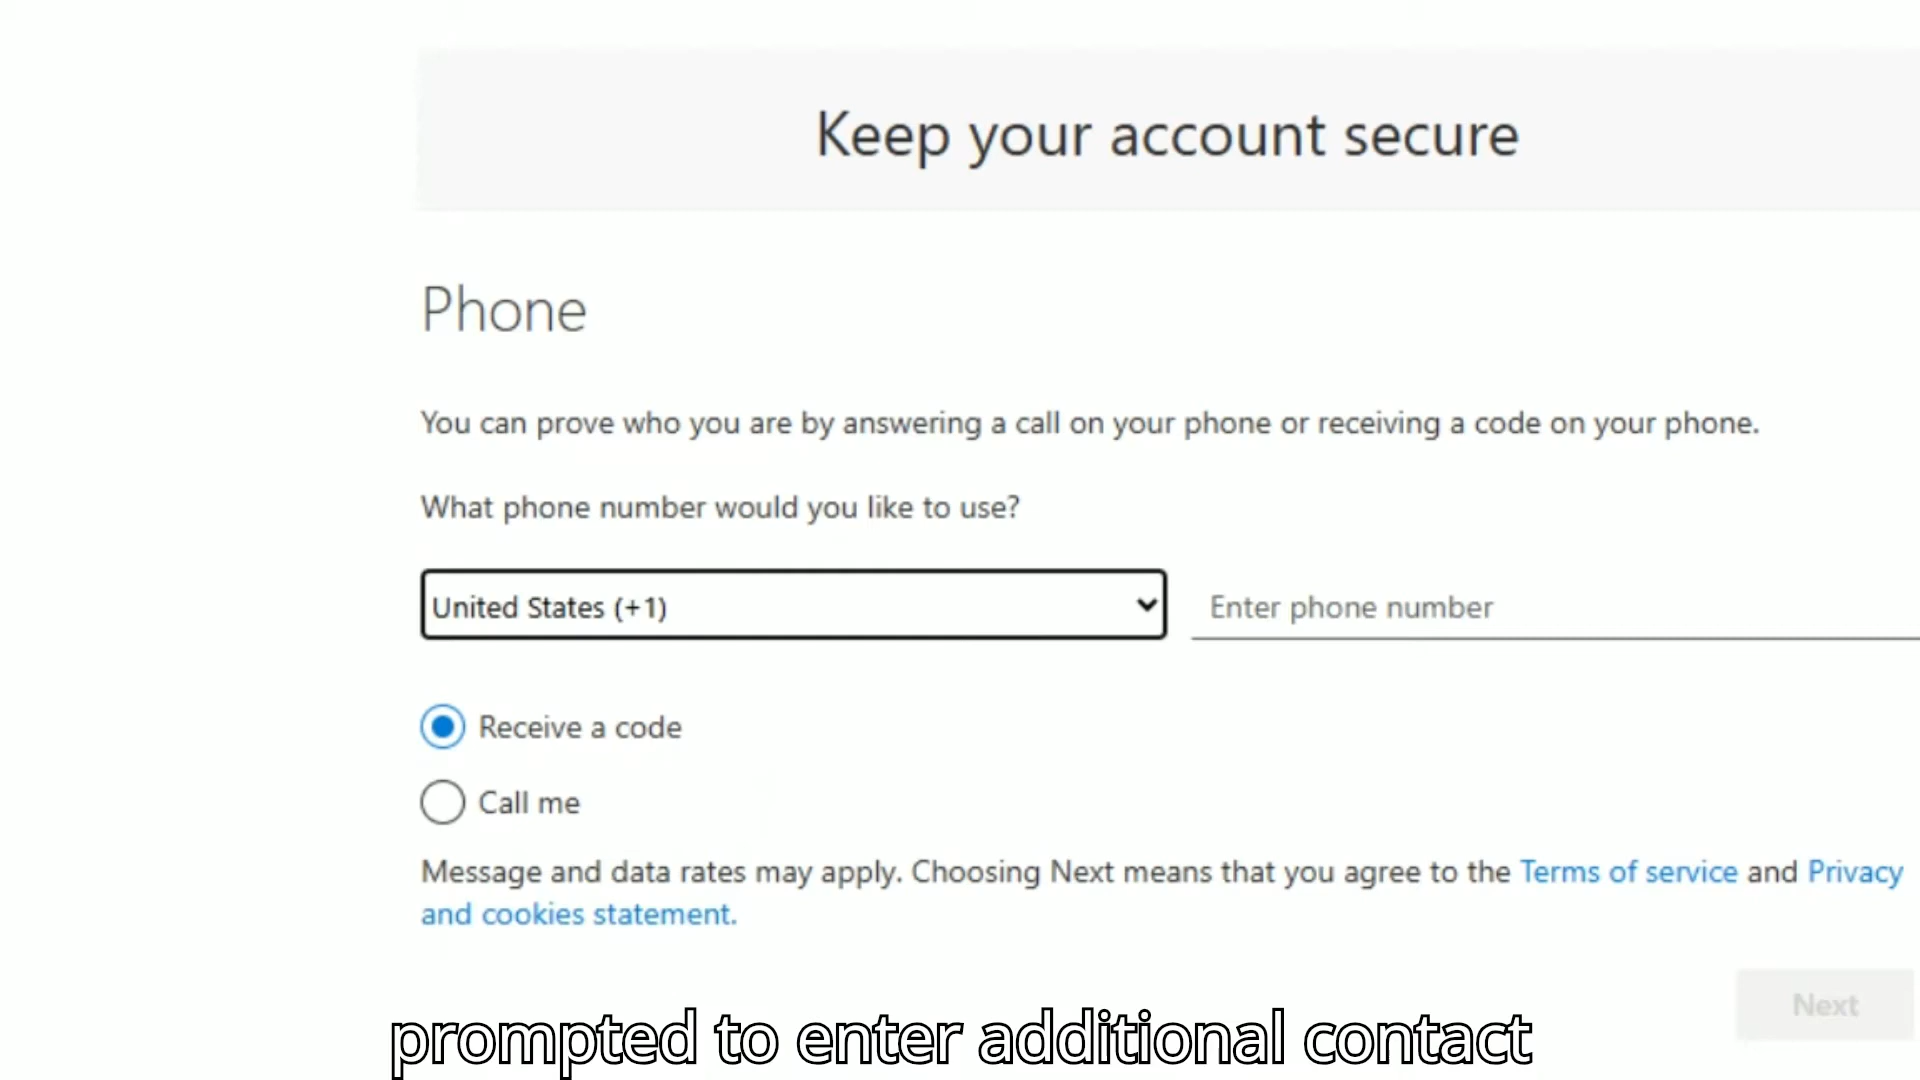 Keep your account secure
Phone
You can prove who you are by answering a call on your phone or receiving a code on your phone.
What phone number would you like to use?
United States (+1)
Enter phone number
Receive a code
Call me
Message and data rates may apply. Choosing Next means that you agree to the Terms of service and Privacy
and cookies statement.
Next
prompted to enter additional contact